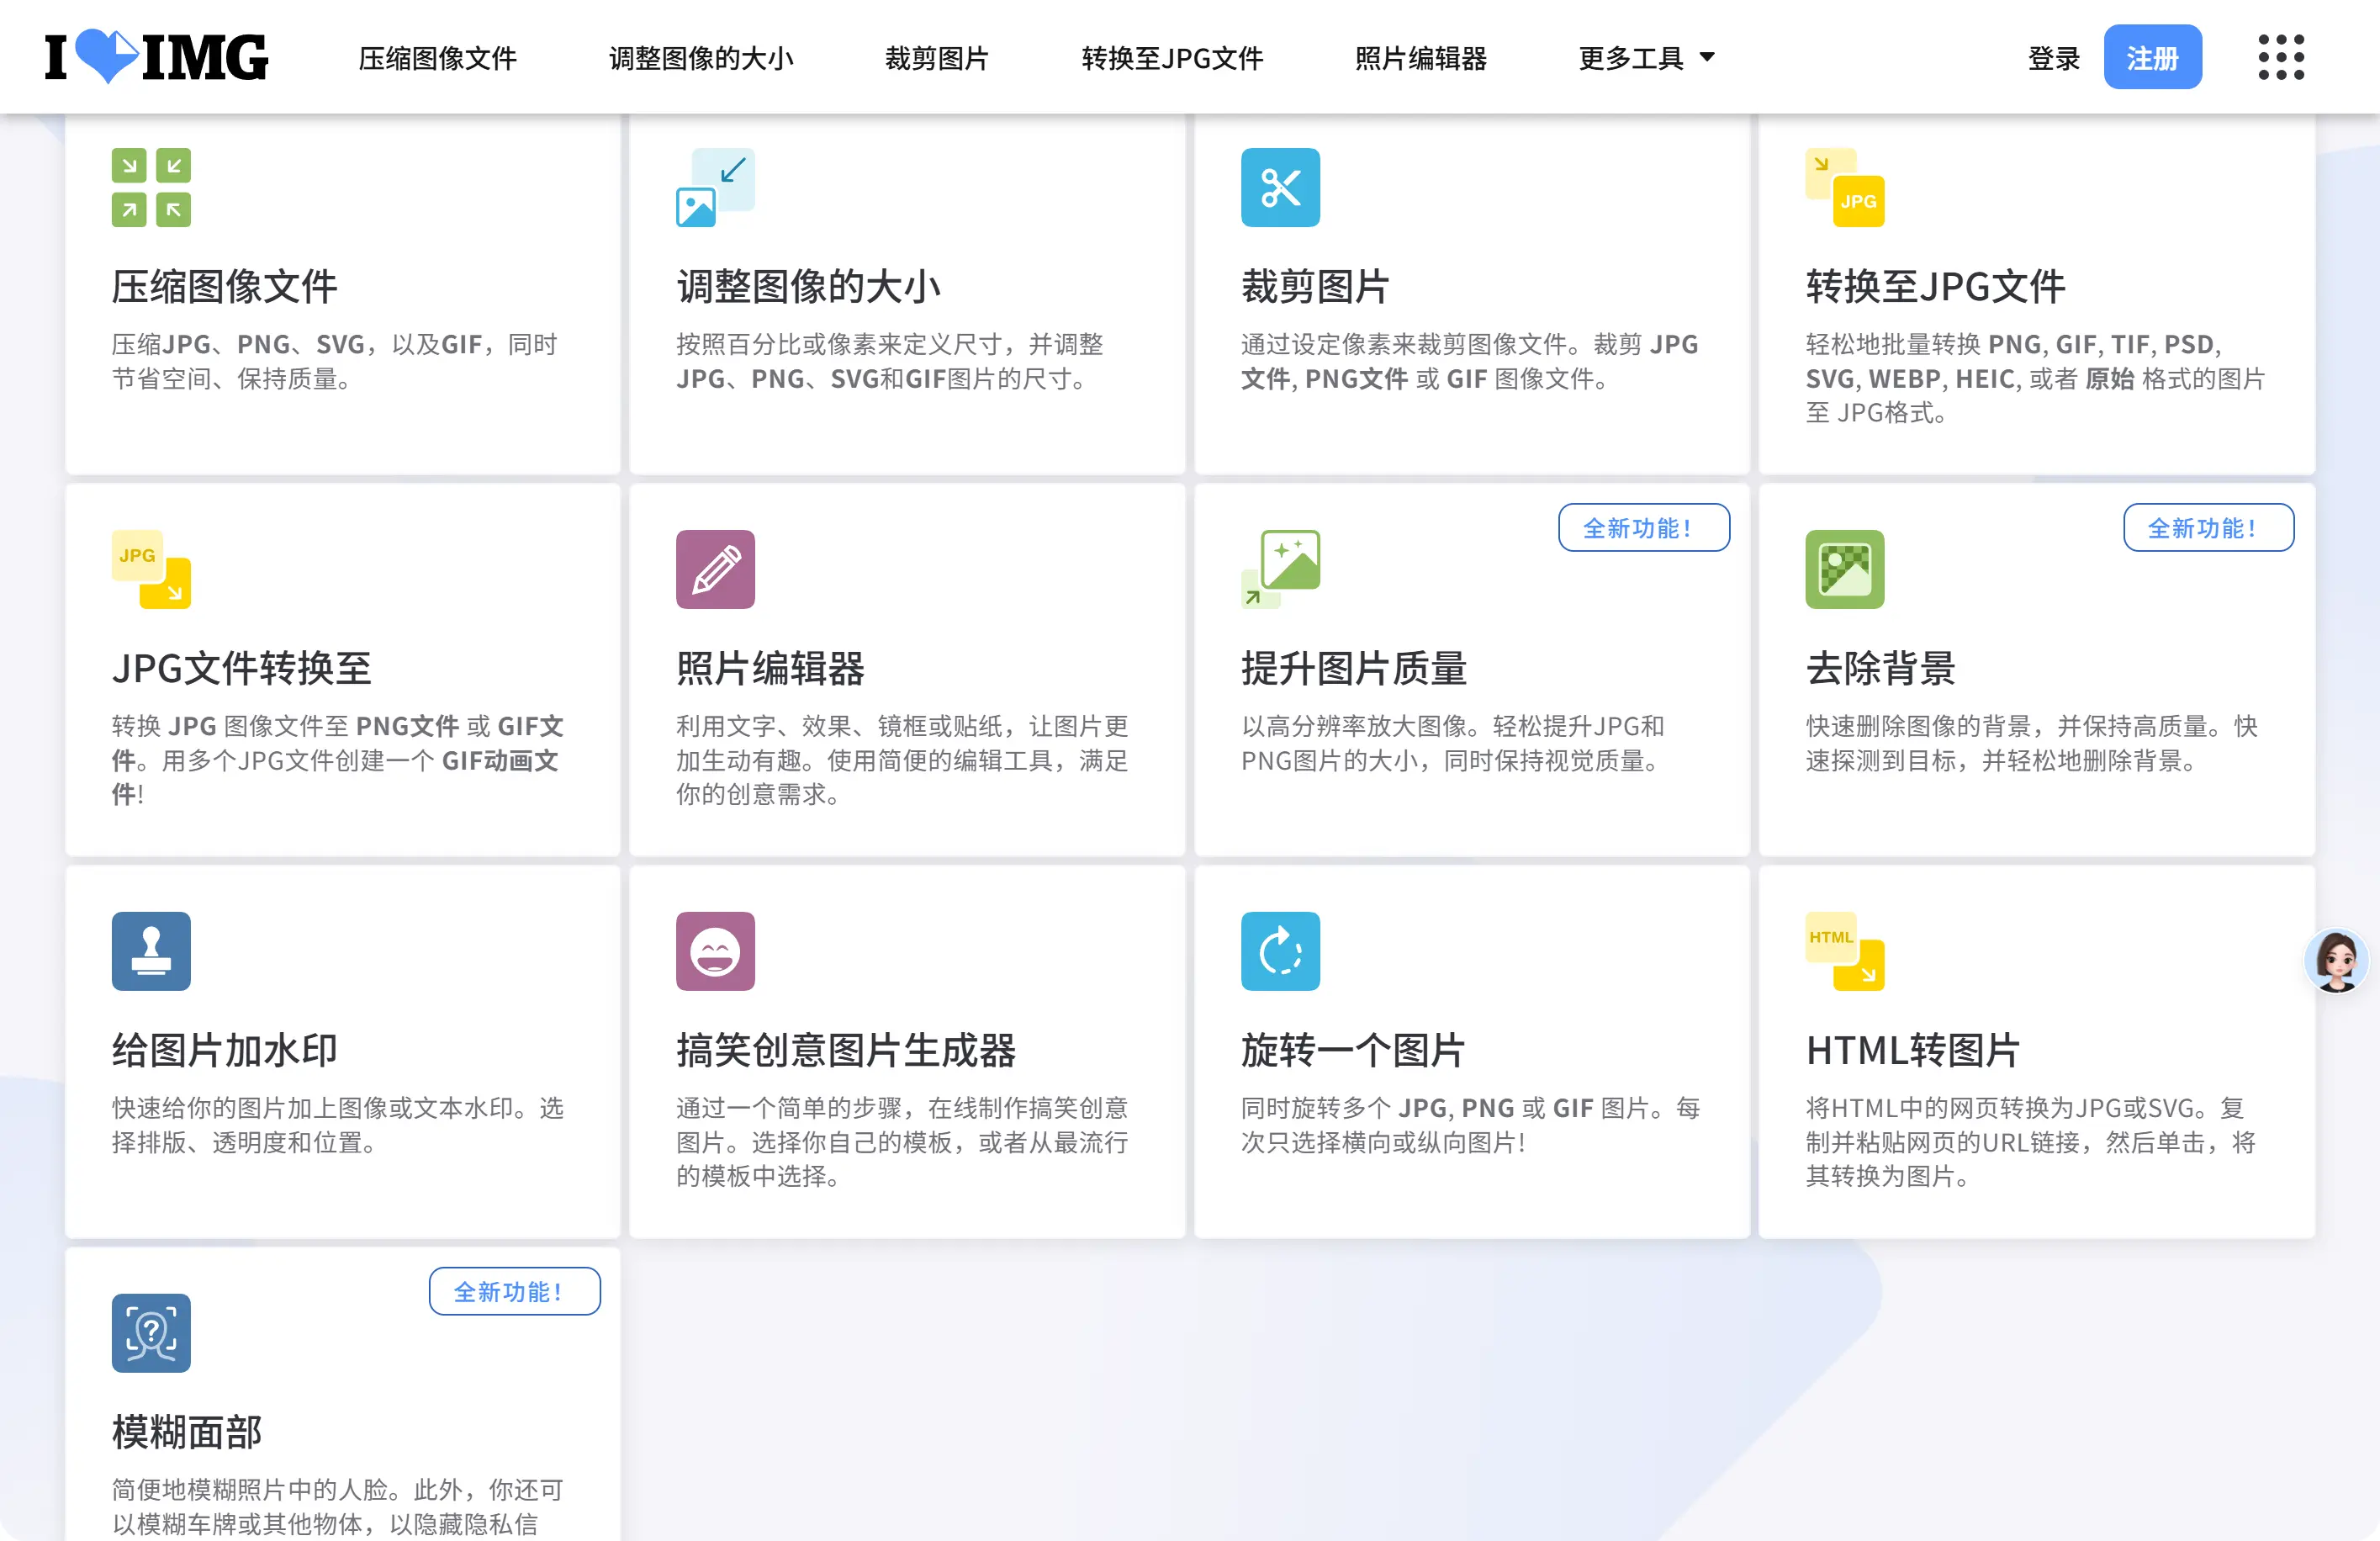 I IMG
压缩图像文件
调整图像的大小
裁剪图片
转换至JPG文件
照片编辑器
更多工具
登录
注册
压缩图像文件
压缩JPG、PNG、SVG，以及GIF，同时
节省空间、保持质量。
调整图像的大小
按照百分比或像素来定义尺寸，并调整
JPG、PNG、SVG和GIF图片的尺寸。
裁剪图片
通过设定像素来裁剪图像文件。裁剪 JPG
文件, PNG文件 或 GIF 图像文件。
JPG
转换至JPG文件
轻松地批量转换 PNG, GIF, TIF, PSD,
SVG, WEBP, HEIC, 或者 原始 格式的图片
至 JPG格式。
JPG
JPG文件转换至
转换 JPG 图像文件至 PNG文件 或 GIF文
件。用多个JPG文件创建一个 GIF动画文
件!
照片编辑器
利用文字、效果、镜框或贴纸，让图片更
加生动有趣。使用简便的编辑工具，满足
你的创意需求。
全新功能！
提升图片质量
以高分辨率放大图像。轻松提升JPG和
PNG图片的大小，同时保持视觉质量。
全新功能！
去除背景
快速删除图像的背景，并保持高质量。快
速探测到目标，并轻松地删除背景。
给图片加水印
快速给你的图片加上图像或文本水印。选
择排版、透明度和位置。
搞笑创意图片生成器
通过一个简单的步骤，在线制作搞笑创意
图片。选择你自己的模板，或者从最流行
的模板中选择。
旋转一个图片
同时旋转多个 JPG, PNG 或 GIF 图片。每
次只选择横向或纵向图片!
HTML
HTML转图片
将HTML中的网页转换为JPG或SVG。复
制并粘贴网页的URL链接，然后单击，将
其转换为图片。
全新功能！
?
模糊面部
简便地模糊照片中的人脸。此外，你还可
以模糊车牌或其他物体，以隐藏隐私信